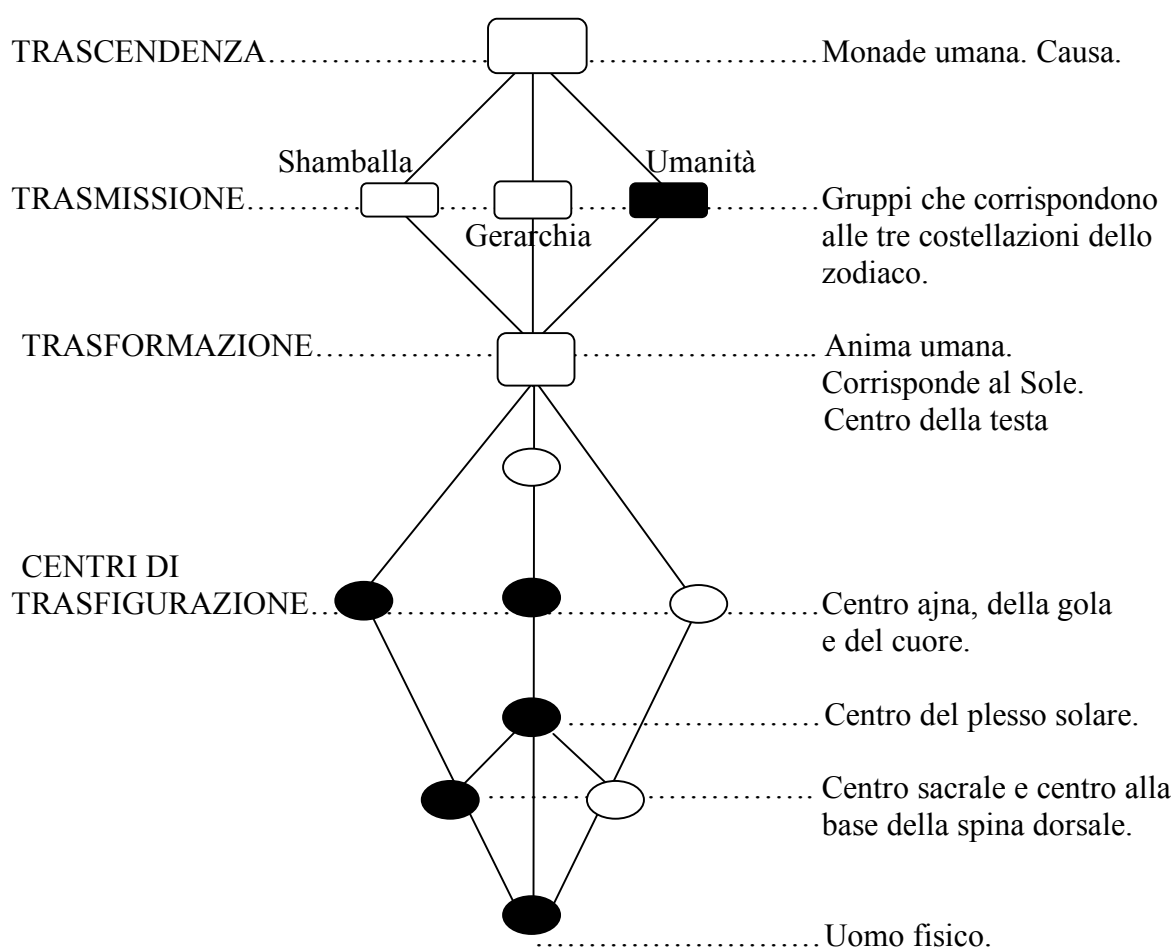 TRASCENDENZA……………… ………………. Monade umana. Causa.
Shamballa Umanità
TRASMISSIONE………… …… …… ………… Gruppi che corrispondono
Gerarchia alle tre costellazioni dello
zodiaco.
TRASFORMAZIONE……………… …………………... Anima umana.
Corrisponde al Sole.
Centro della testa
CENTRI DI
TRASFIGURAZIONE…… ………… ………… ……… Centro ajna, della gola
e del cuore.
……………………… Centro del plesso solare.
………… ……………… Centro sacrale e centro alla
base della spina dorsale.
…………………………Uomo fisico.